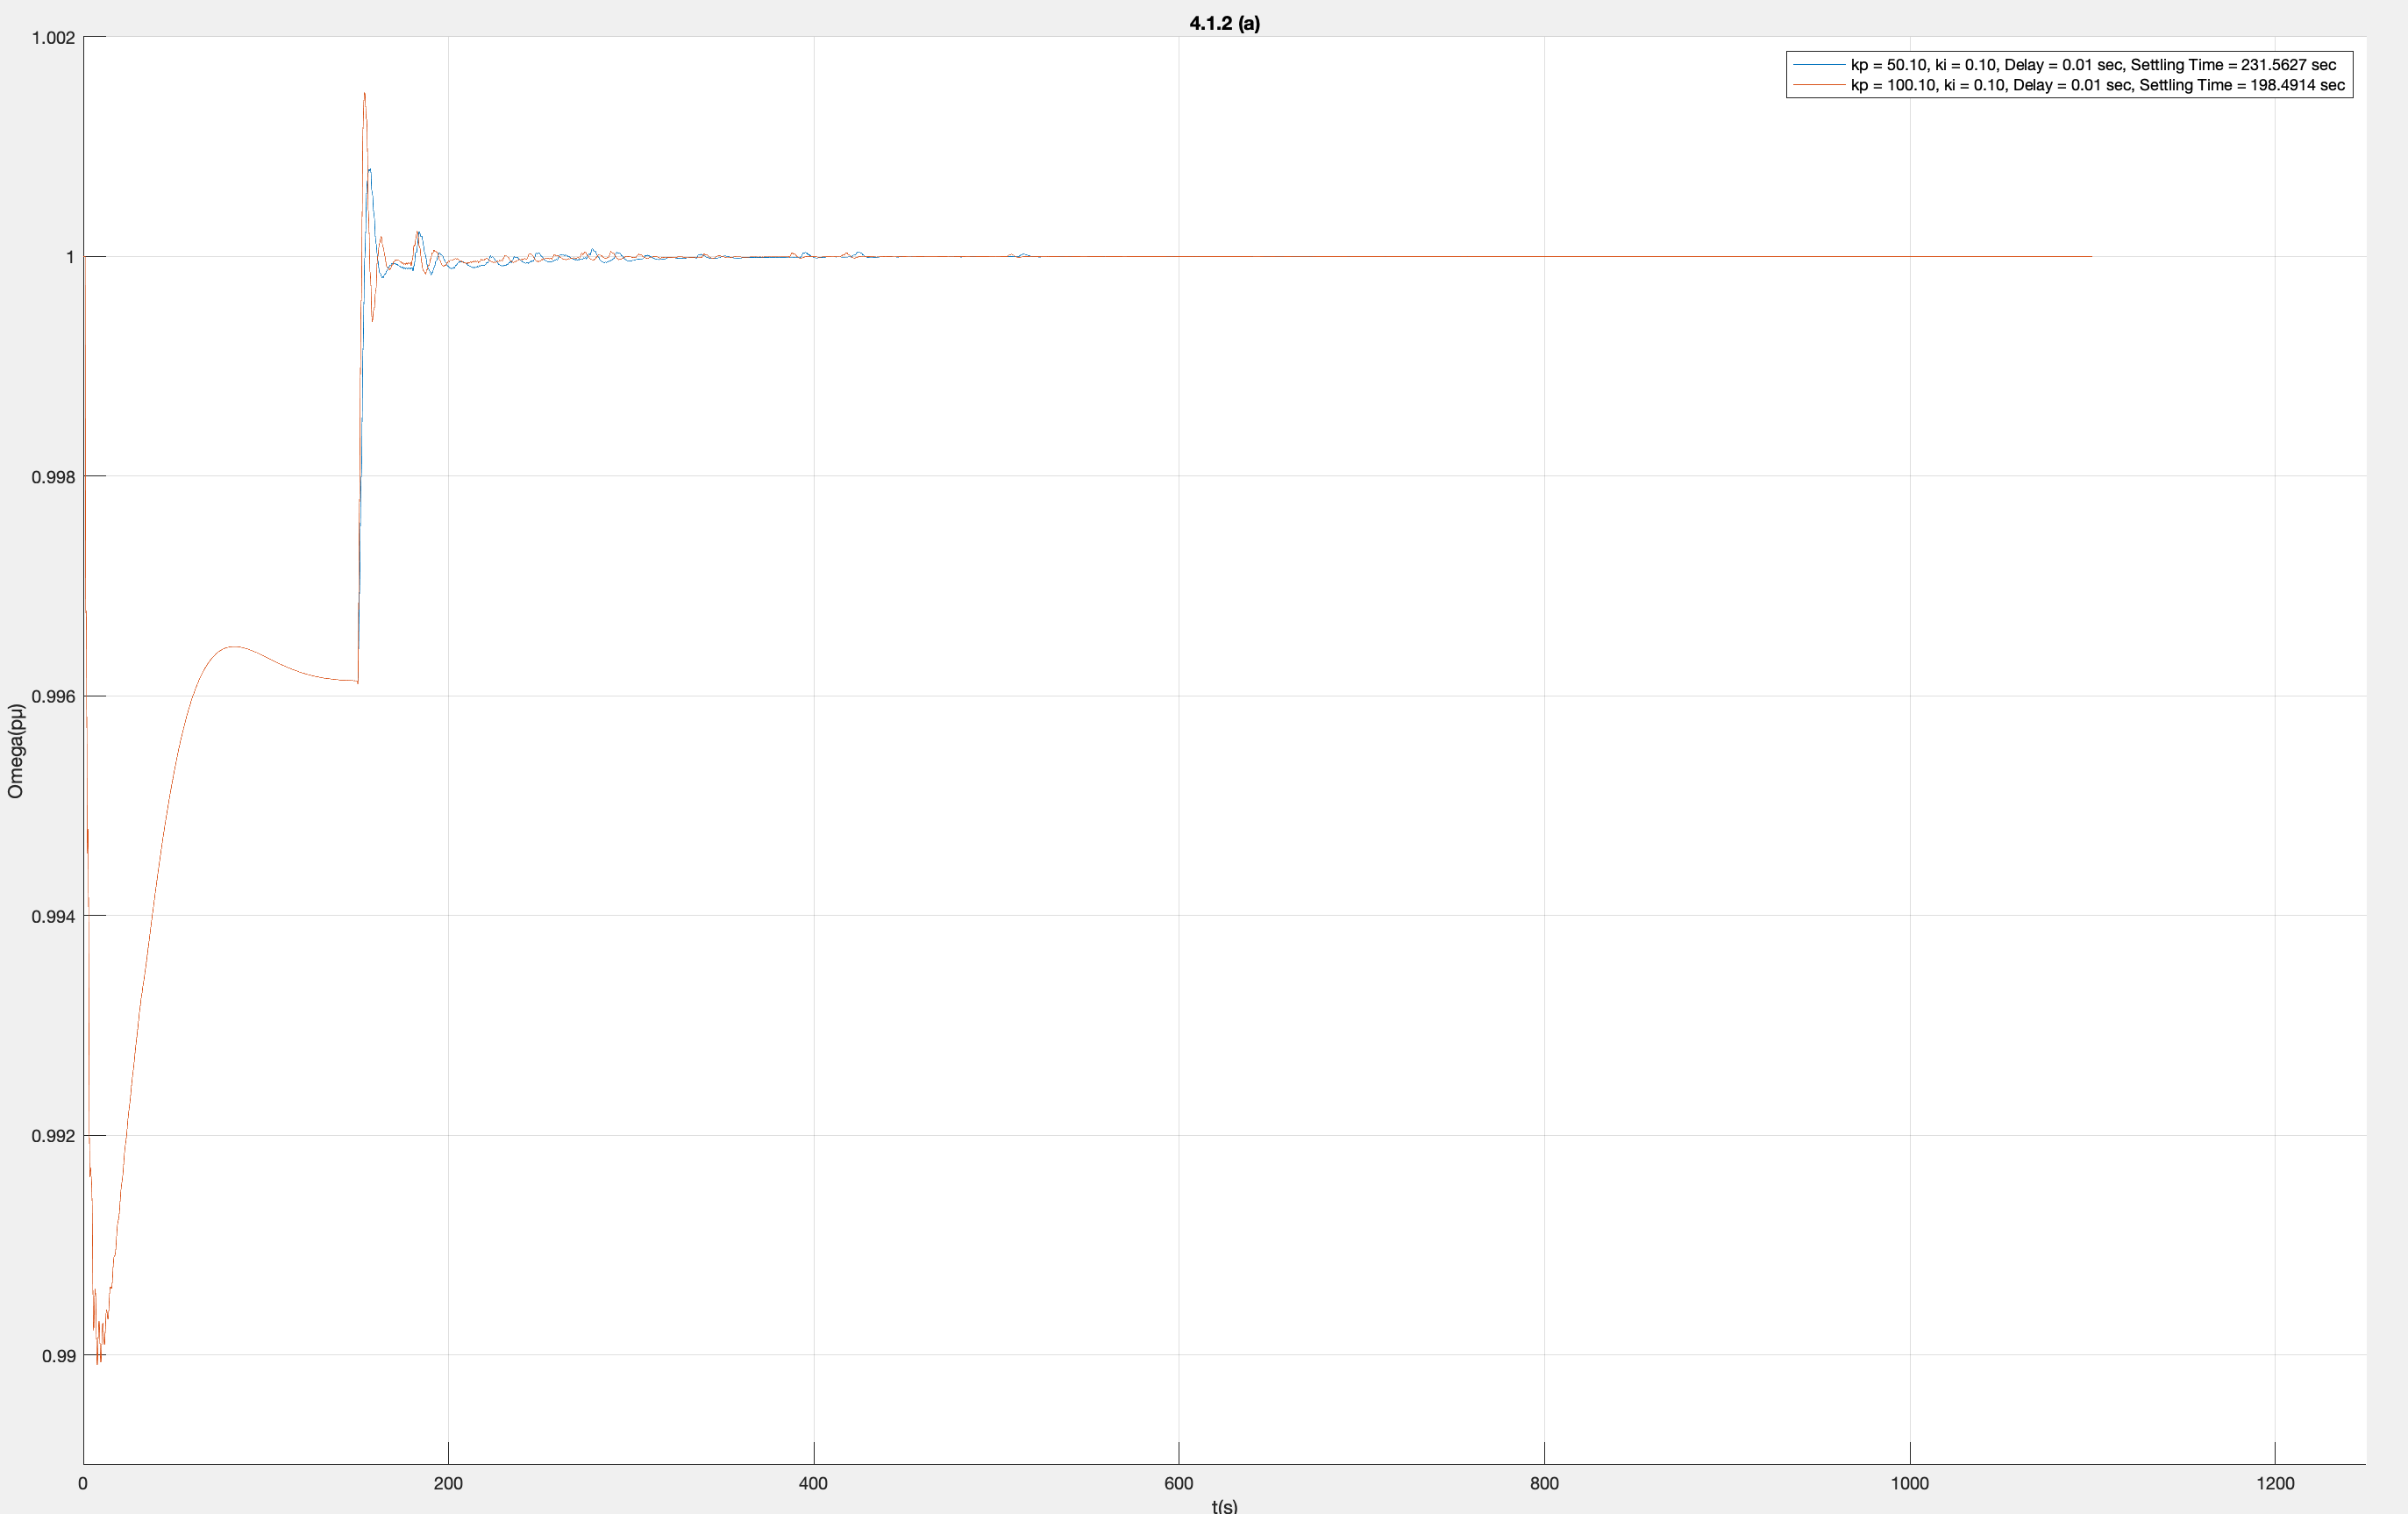 4.1.2 (a)
kp = 50.10, ki = 0.10, Delay = 0.01 sec, Settling Time = 231.5627 sec
kp = 100.10, ki = 0.10, Delay = 0.01 sec, Settling Time = 198.4914 sec
1.002
1
0.998
0.996
0.994
0.992
0.99
Omega(pμ)
0 200 400 600 800 1000 1200
t(s)